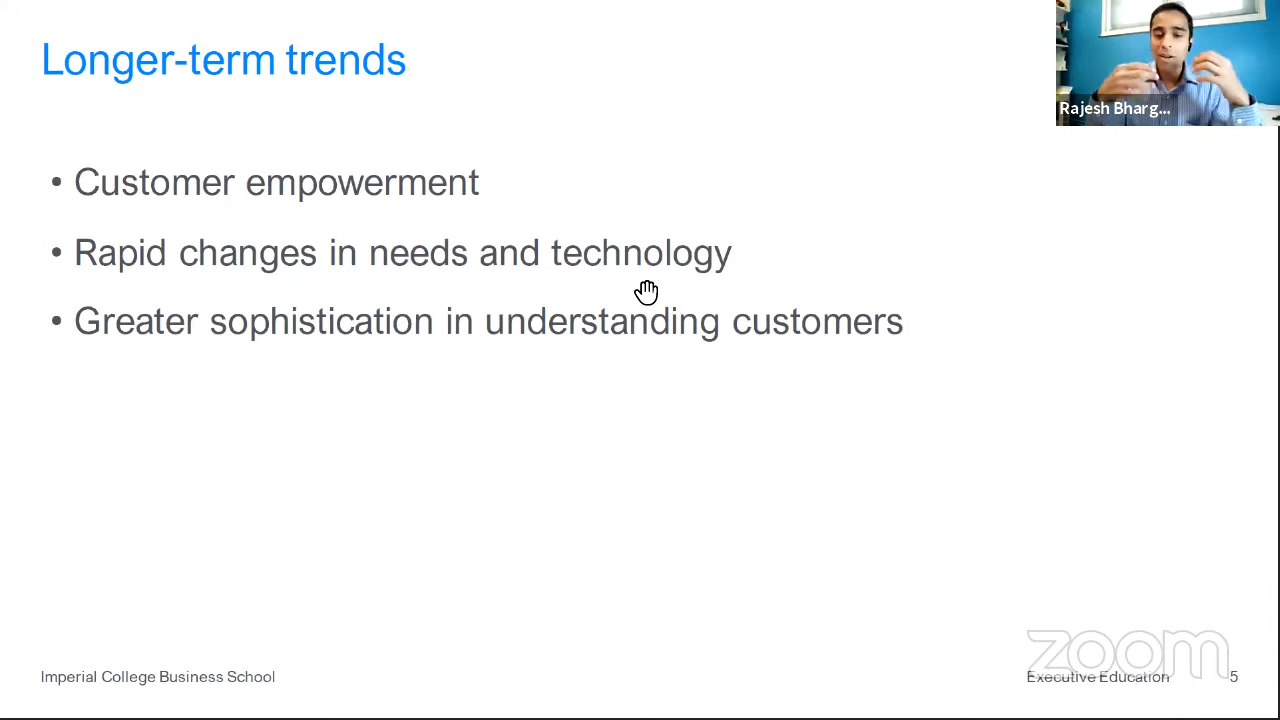 Longer-term trends
Rajesh Bharg...
• Customer empowerment
• Rapid changes in needs and technology
• Greater sophistication in understanding customers
zoom
Imperial College Business School
Executive Education
5